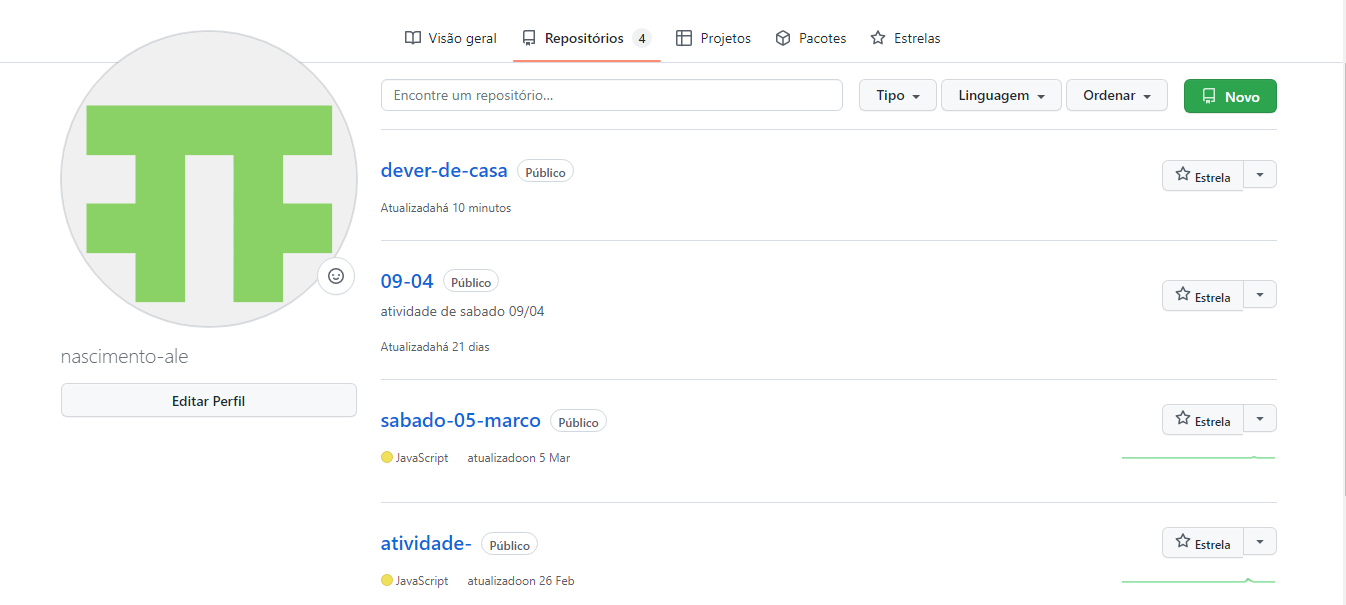 Visão geral Repositórios 4 Projetos Pacotes Estrelas
Encontre um repositório... Tipo Linguagem Ordenar Novo
dever-de-casa Público Estrela
Atualizadahá 10 minutos
09-04 Público Estrela
atividade de sabado 09/04
Atualizadahá 21 dias
nascimento-ale
Editar Perfil
sabado-05-marco Público Estrela
JavaScript atualizadoon 5 Mar
atividade- Público Estrela
JavaScript atualizadoon 26 Feb